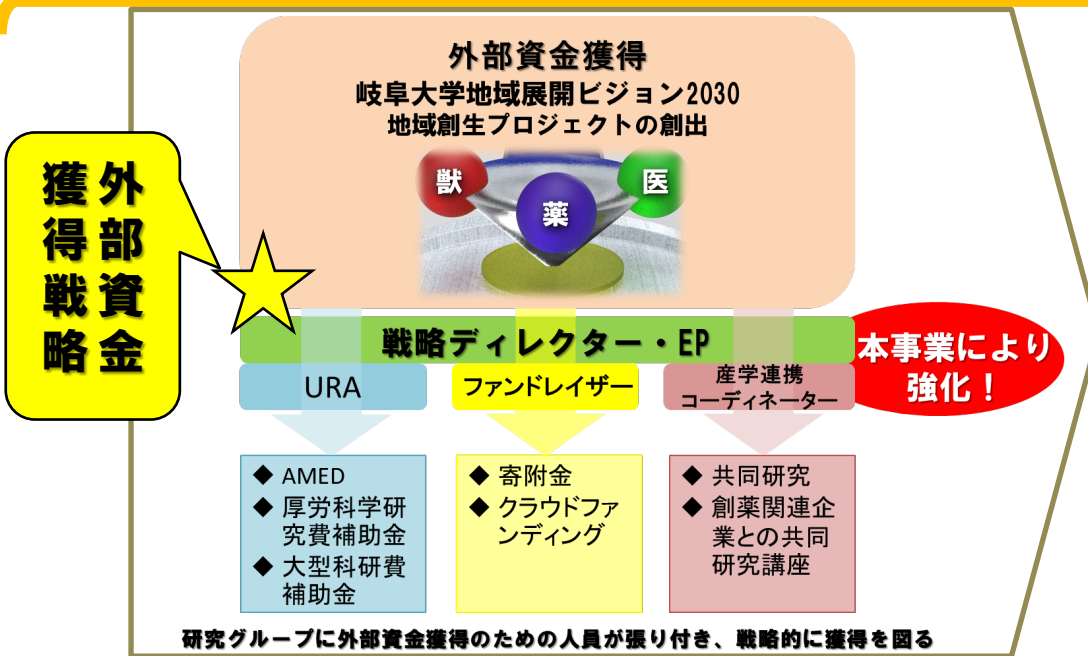 外部資金獲得
岐阜大学地域展開ビジョン2030
地域創生プロジェクトの創出
獣
薬
医
外部資金
獲得戦略
戦略ディレクター・EP
本事業により
強化！
URA
ファンドレイザー
産学連携
コーディネーター
◆ AMED
◆ 厚労科学研
究費補助金
◆ 大型科研費
補助金
◆ 寄附金
◆ クラウドファ
ンディング
◆ 共同研究
◆ 創薬関連企
業との共同
研究講座
研究グループに外部資金獲得のための人員が張り付き、戦略的に獲得を図る